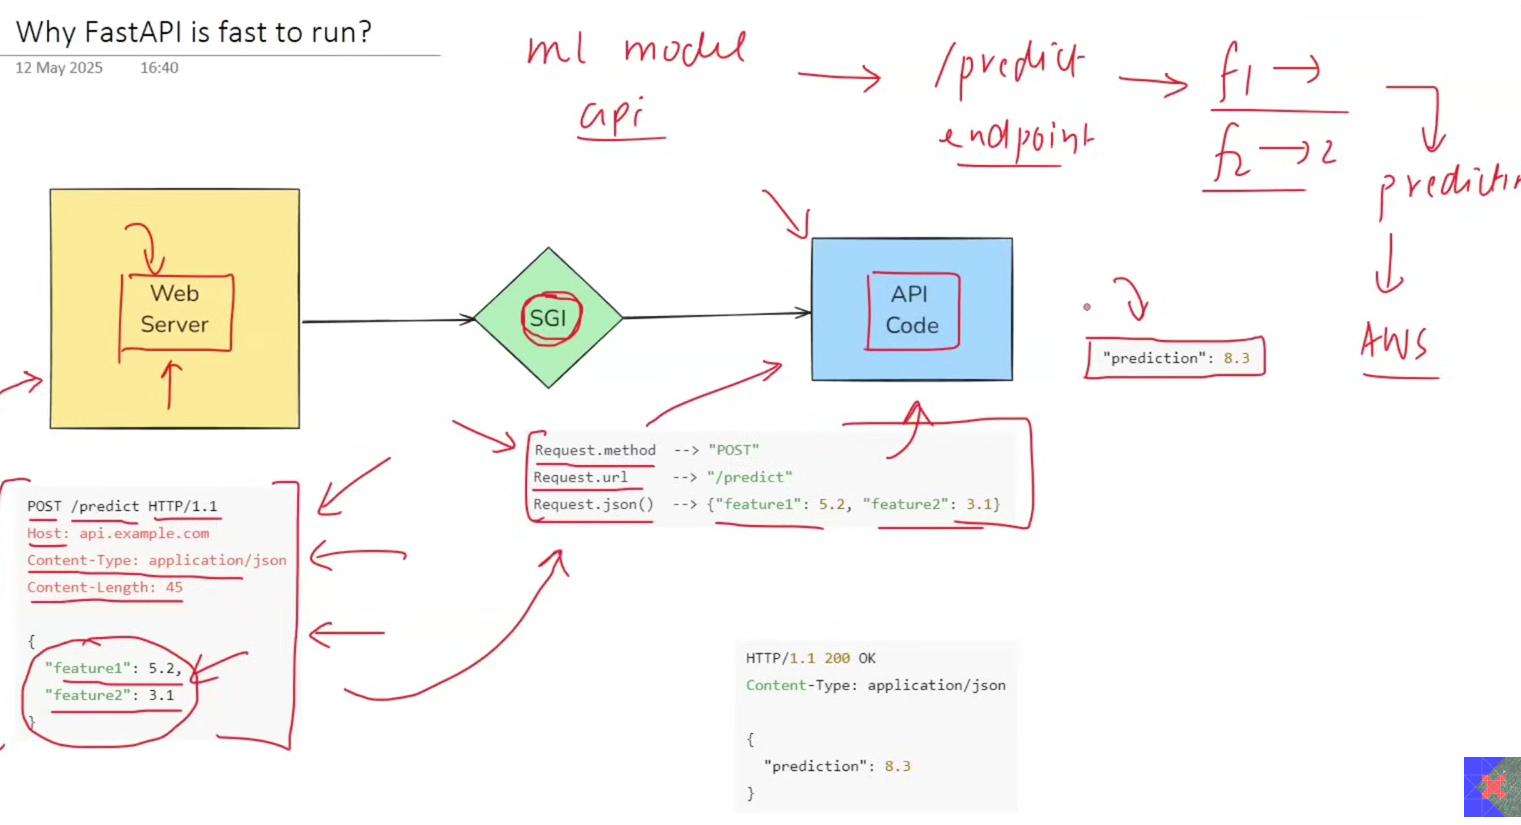 Why FastAPI is fast to run?
12 May 2025 16:40
ml model
api
/predict
endpoint
f1 →
f2 → 2
AWS
Web
Server
SGI
API
Code
"prediction": 8.3
Request.method --> "POST"
Request.url --> "/predict"
Request.json() --> {"feature1": 5.2, "feature2": 3.1}
POST /predict HTTP/1.1
Host: api.example.com
Content-Type: application/json
Content-Length: 45
{
"feature1": 5.2,
"feature2": 3.1
}
HTTP/1.1 200 OK
Content-Type: application/json
{
"prediction": 8.3
}